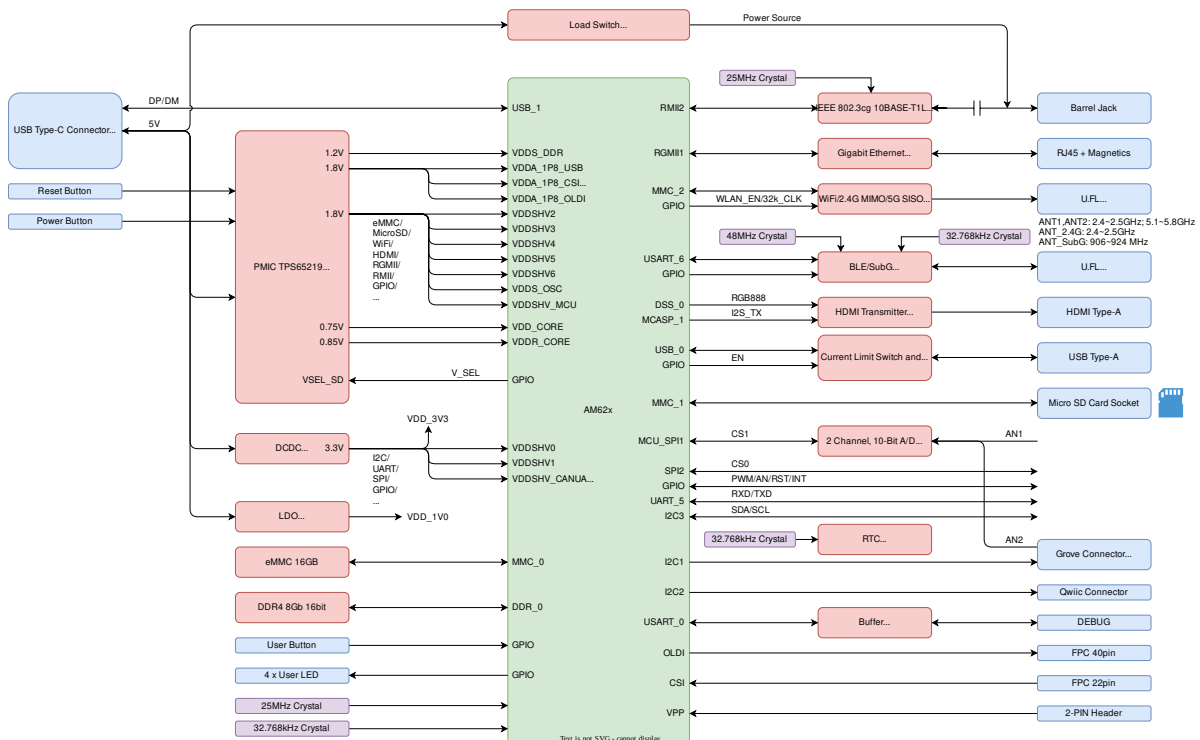 Load Switch...
Power Source
25MHz Crystal
DP/DM
USB_1
RMII2
IEEE 802.3cg 10BASE-T1L...
Barrel Jack
USB Type-C Connector...
5V
1.2V
VDDS_DDR
RGMII1
Gigabit Ethernet...
RJ45 + Magnetics
1.8V
VDDA_1P8_USB
VDDA_1P8_CSI...
VDDA_1P8_OLDI
Reset Button
MMC_2
GPIO
WLAN_EN/32k_CLK
WiFi/2.4G MIMO/5G SISO...
U.FL...
Power Button
1.8V
VDDSHV2
VDDSHV3
VDDSHV4
VDDSHV5
VDDSHV6
VDDS_OSC
VDDSHV_MCU
eMMC/
MicroSD/
WiFi/
HDMI/
RGMII/
RMII/
GPIO/
...
ANT1,ANT2: 2.4~2.5GHz; 5.1~5.8GHz
ANT_2.4G: 2.4~2.5GHz
ANT_SubG: 906~924 MHz
48MHz Crystal
32.768kHz Crystal
PMIC TPS65219...
USART_6
GPIO
BLE/SubG...
U.FL...
DSS_0
RGB888
MCASP_1
I2S_TX
HDMI Transmitter...
HDMI Type-A
0.75V
VDD_CORE
0.85V
VDDR_CORE
USB_0
GPIO
EN
Current Limit Switch and...
USB Type-A
VSEL_SD
V_SEL
GPIO
AM62x
MMC_1
Micro SD Card Socket
VDD_3V3
DCDC...
3.3V
VDDSHV0
VDDSHV1
VDDSHV_CANUA...
I2C/
UART/
SPI/
GPIO/
...
MCU_SPI1
CS1
2 Channel, 10-Bit A/D...
AN1
SPI2
CS0
GPIO
PWM/AN/RST/INT
UART_5
RXD/TXD
I2C3
SDA/SCL
LDO...
VDD_1V0
32.768kHz Crystal
RTC...
AN2
Grove Connector...
eMMC 16GB
MMC_0
I2C1
I2C2
Qwiic Connector
DDR4 8Gb 16bit
DDR_0
USART_0
Buffer...
DEBUG
User Button
GPIO
OLDI
FPC 40pin
4 x User LED
GPIO
CSI
FPC 22pin
25MHz Crystal
VPP
2-PIN Header
32.768kHz Crystal
Text is not SVG - cannot display